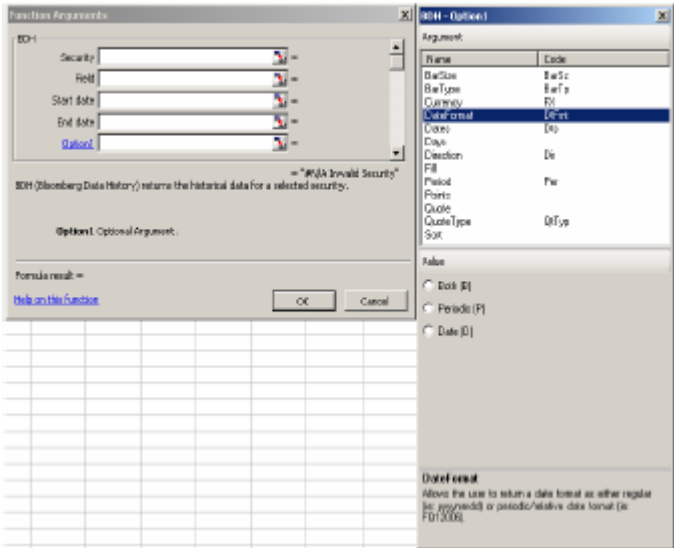 Function Arguments
BDH
Security =
Field =
Start date =
End date =
Option1 =
= "#N/A Invalid Security"
BDH (Bloomberg Data History) returns the historical data for a selected security.
Option1 Optional Argument.
Formula result =
Help on this function
OK Cancel
BDH - Option1
Argument
Name Code
BarSize BarSz
BarType BarTp
Currency FX
DateFormat DtFmt
Dates Dts
Days
Direction Dir
Fill
Period Per
Points
Quote
QuoteType QtTyp
Sort
Value
Both (B)
Periodic (P)
Date (D)
DateFormat
Allows the user to return a date format as either regular
(ie: yyyymmdd) or periodic/relative date format (ie:
FQ12006).